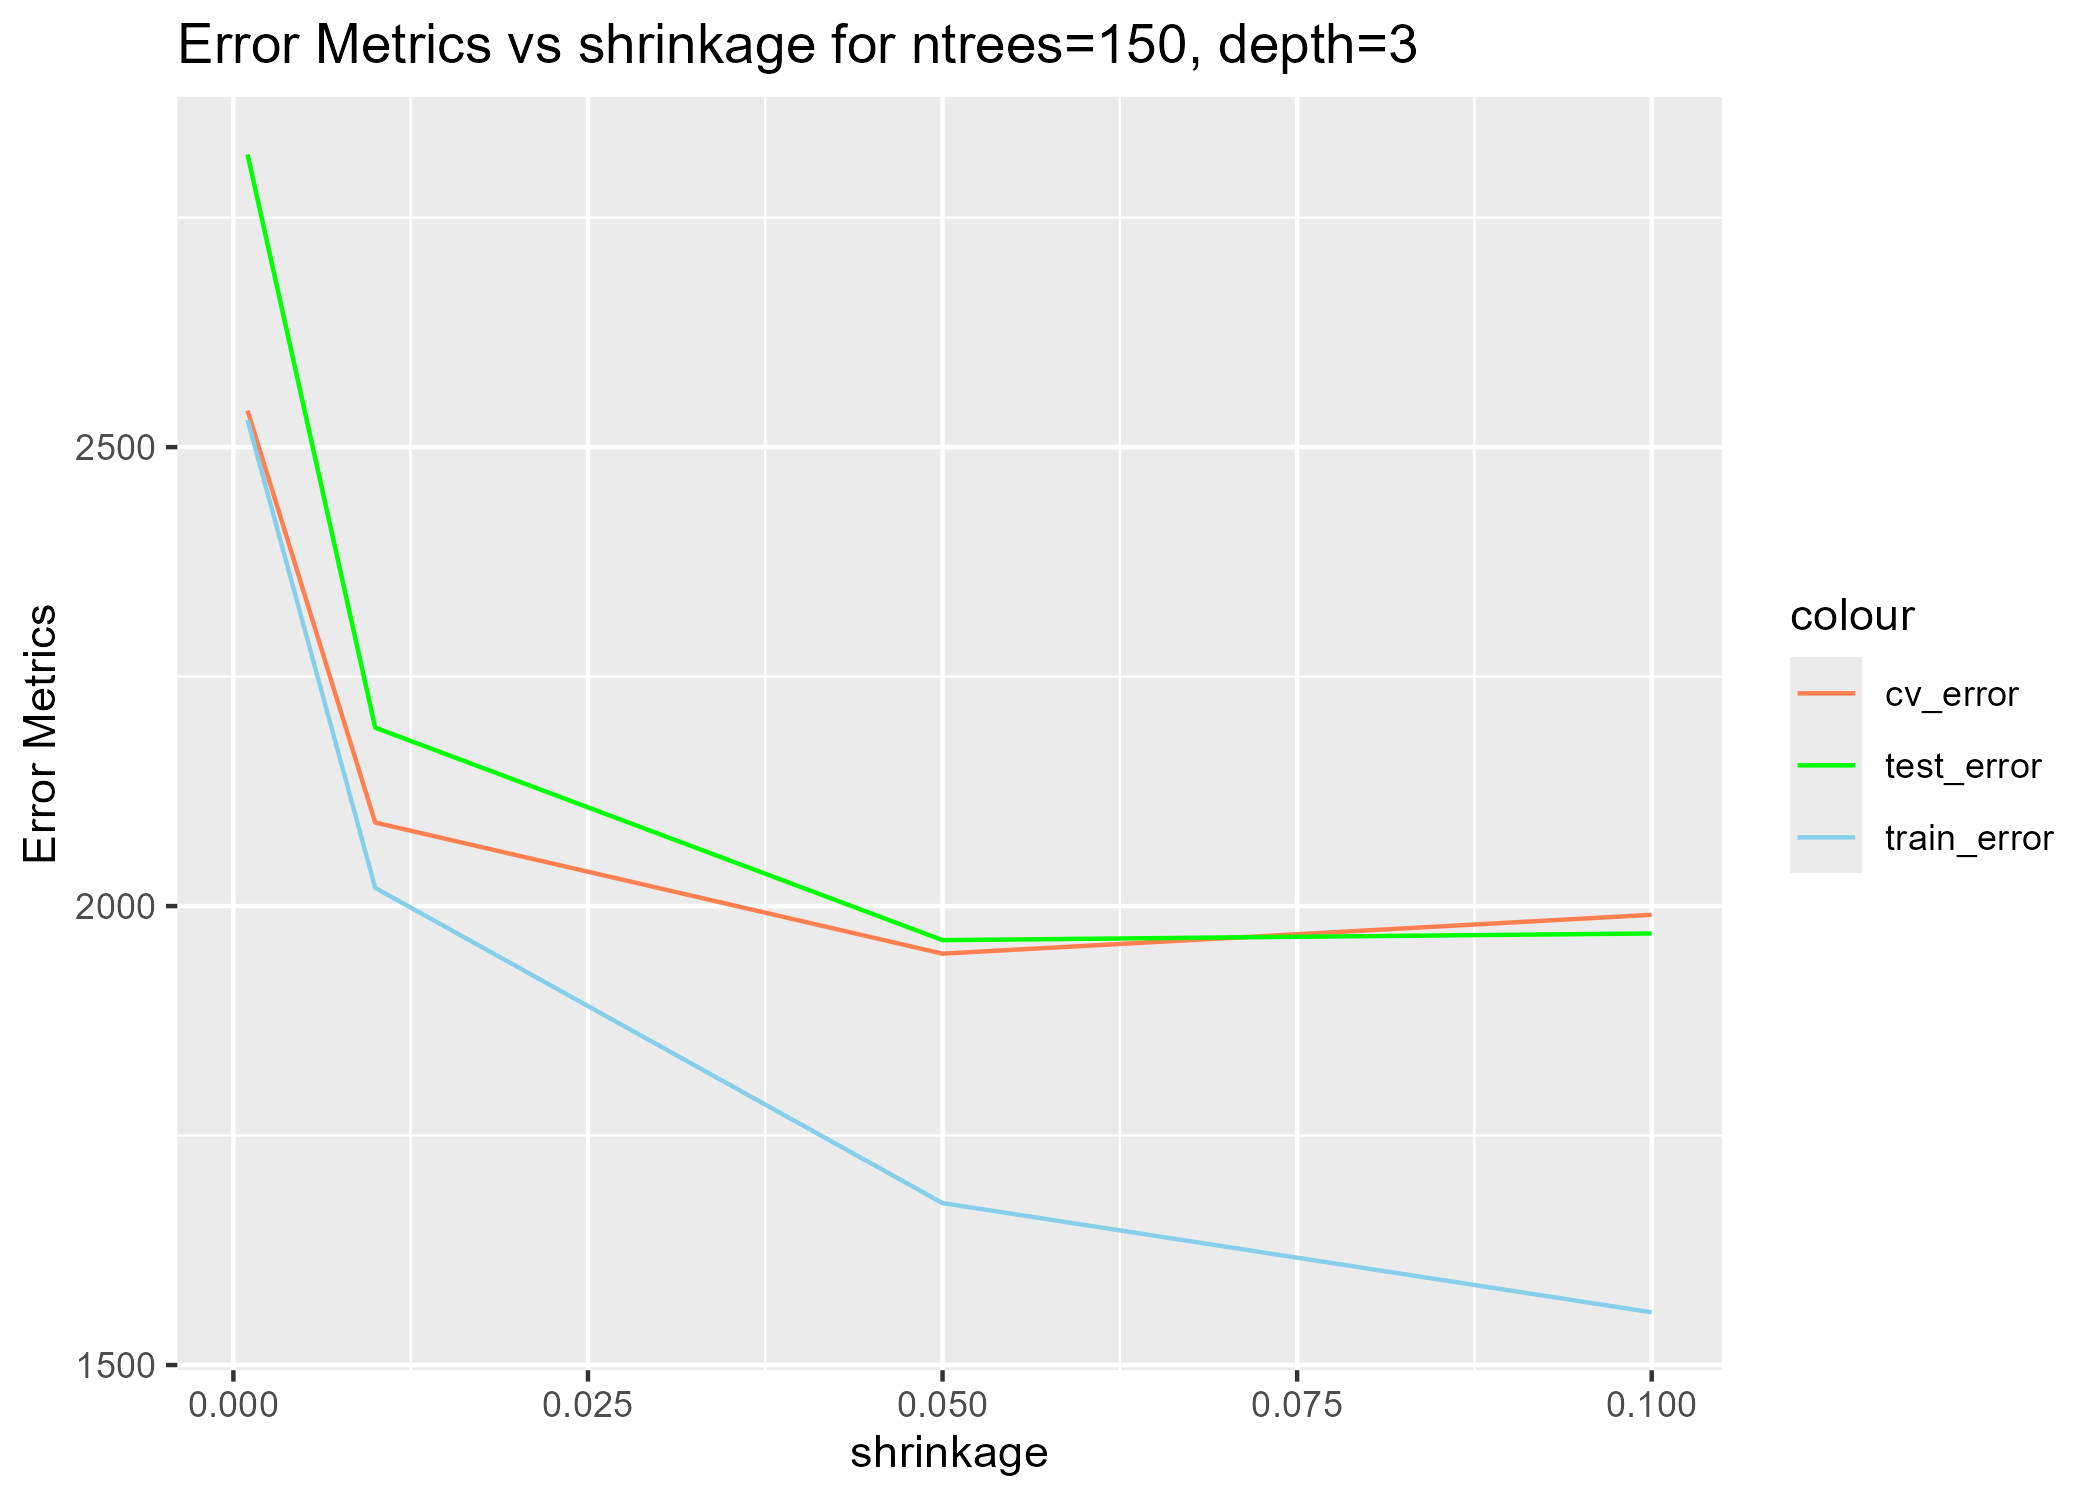 Error Metrics vs shrinkage for ntrees=150, depth=3
Error Metrics
2500
2000
1500
0.000 0.025 0.050 0.075 0.100
shrinkage
colour
cv_error
test_error
train_error